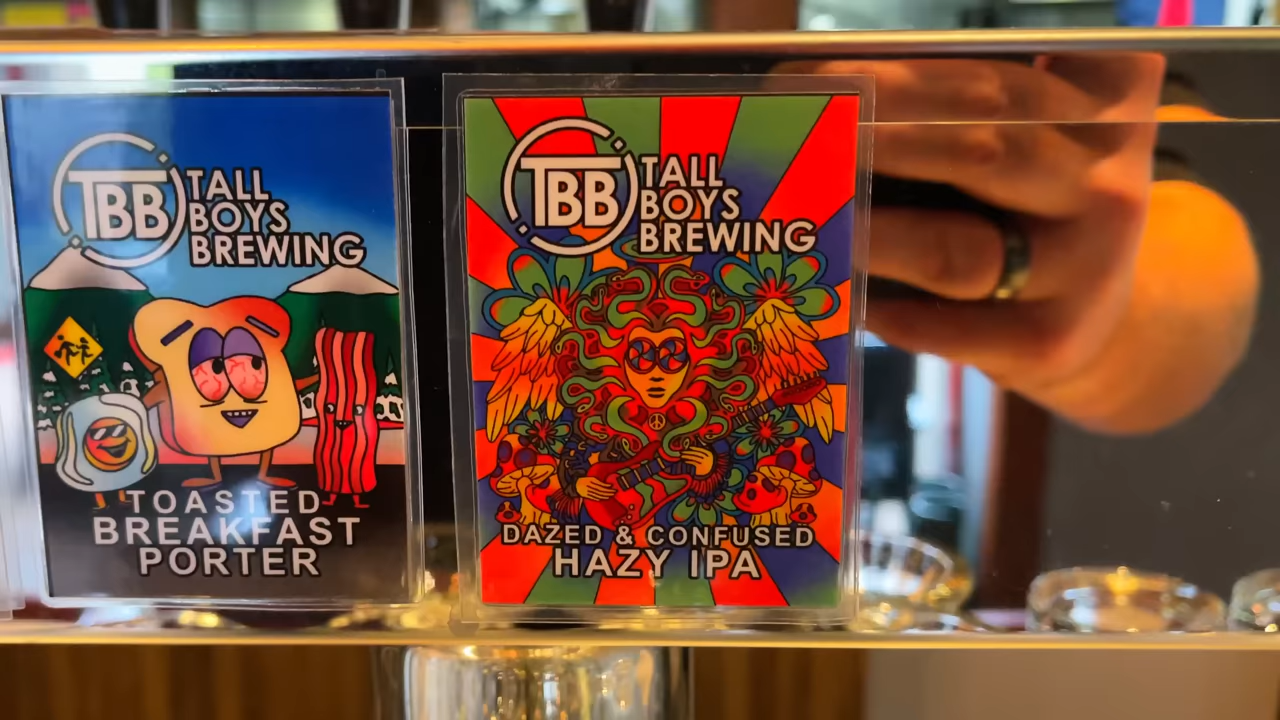 TBB
TALL
BOYS
BREWING
TOASTED
BREAKFAST
PORTER
TBB
TALL
BOYS
BREWING
DAZED & CONFUSED
HAZY IPA